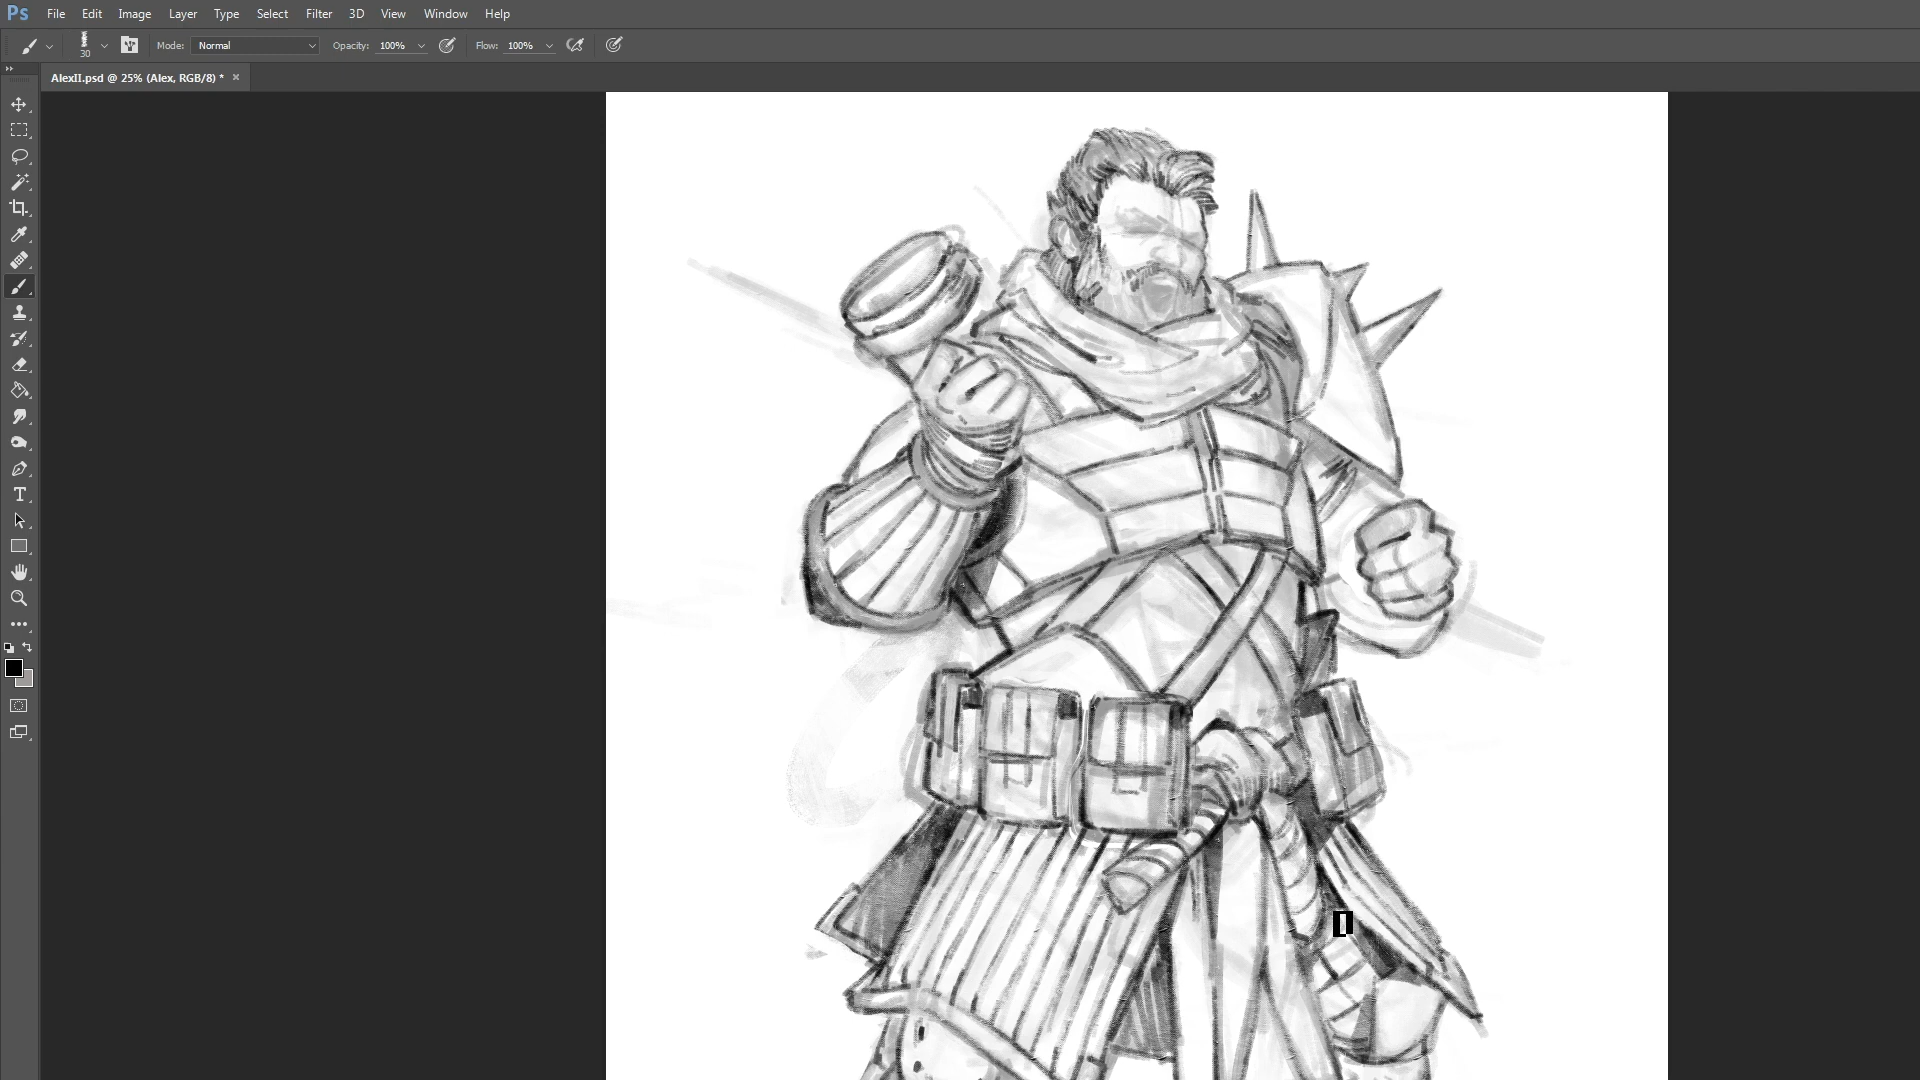 Ps File Edit Image Layer Type Select Filter 3D View Window Help
30 Mode: Normal Opacity: 100% Flow: 100%
AlexII.psd @ 25% (Alex, RGB/8) * ×
T